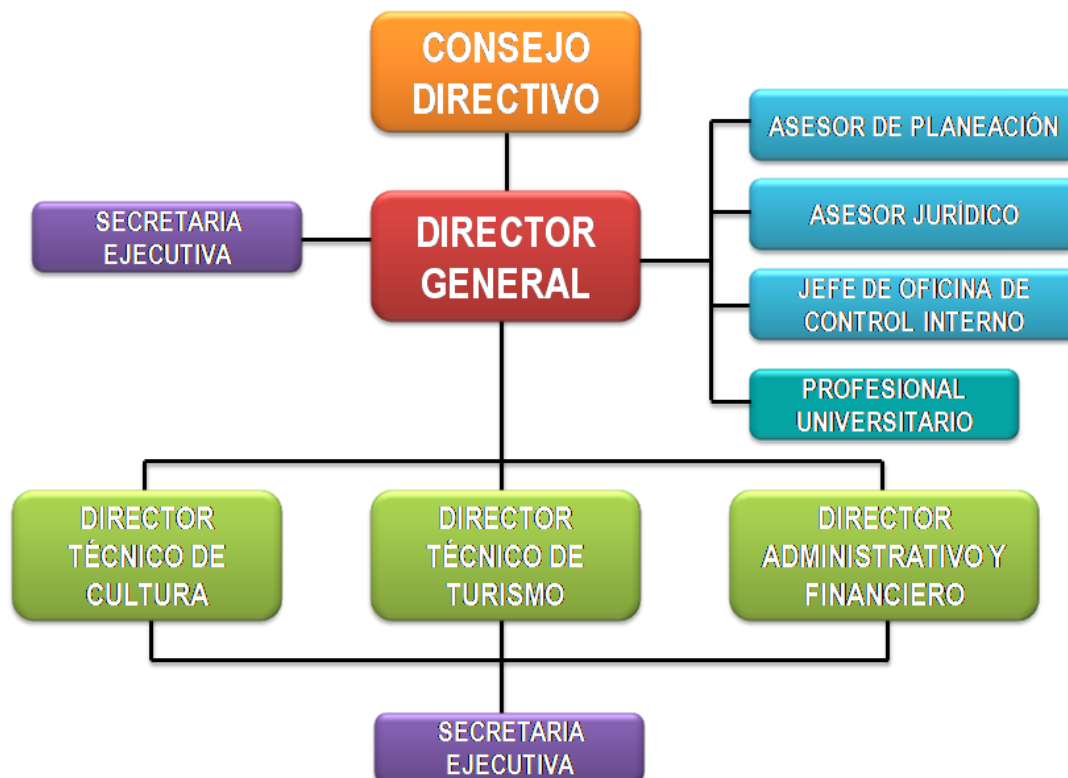 CONSEJO
DIRECTIVO
ASESOR DE PLANEACIÓN
ASESOR JURÍDICO
SECRETARIA
EJECUTIVA
DIRECTOR
GENERAL
JEFE DE OFICINA DE
CONTROL INTERNO
PROFESIONAL
UNIVERSITARIO
DIRECTOR
TÉCNICO DE
CULTURA
DIRECTOR
TÉCNICO DE
TURISMO
DIRECTOR
ADMINISTRATIVO Y
FINANCIERO
SECRETARIA
EJECUTIVA